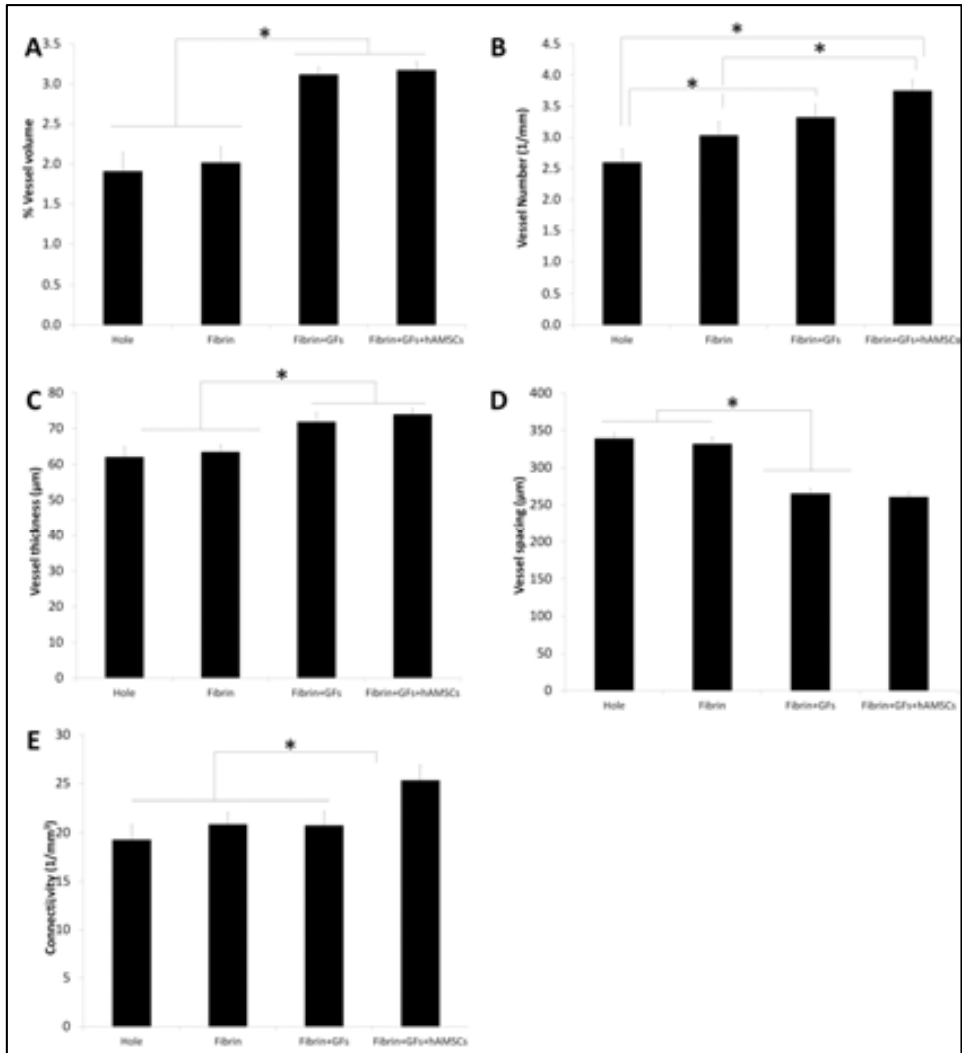 A
*
% Vessel volume
3.5
3.0
2.5
2.0
1.5
1.0
0.5
0.0
Hole
Fibrin
Fibrin+GFs
Fibrin+GFs+hAMSCs
B
*
*
*
Vessel Number (1/mm)
4.5
4.0
3.5
3.0
2.5
2.0
1.5
1.0
0.5
0.0
Hole
Fibrin
Fibrin+GFs
Fibrin+GFs+hAMSCs
C
*
Vessel thickness (µm)
80
70
60
50
40
30
20
10
0
Hole
Fibrin
Fibrin+GFs
Fibrin+GFs+hAMSCs
D
*
Vessel spacing (µm)
400
350
300
250
200
150
100
50
0
Hole
Fibrin
Fibrin+GFs
Fibrin+GFs+hAMSCs
E
*
Connectivity (1/mm³)
30
25
20
15
10
5
0
Hole
Fibrin
Fibrin+GFs
Fibrin+GFs+hAMSCs